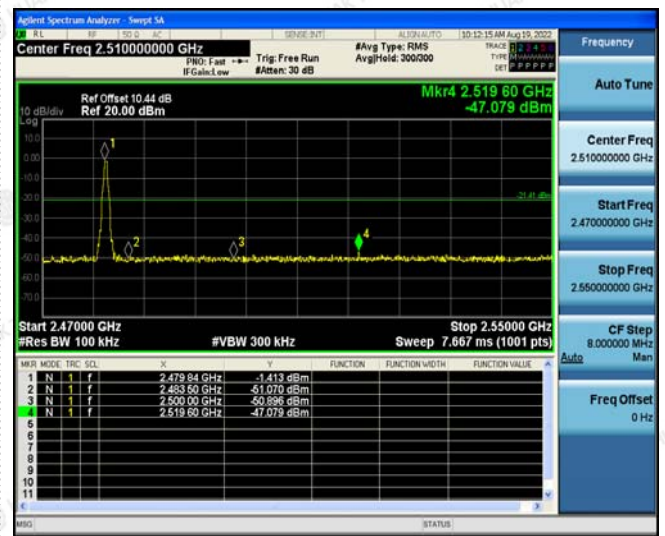 Agilent Spectrum Analyzer - Swept SA
RL RF 50 Ω AC SENSE:INT ALIGNAUTO 10:12:15 AM Aug 19, 2022
Center Freq 2.510000000 GHz
PNO: Fast Trig: Free Run #Avg Type: RMS TRACE 1 2 3 4 5 6
IFGain:Low #Atten: 30 dB Avg|Hold: 300/300 TYPE M
DET P P P P P P
Ref Offset 10.44 dB Mkr4 2.519 60 GHz
10 dB/div Ref 20.00 dBm -47.079 dBm
Log
10.0
0.00
-10.0
-20.0
-30.0
-40.0
-50.0
-60.0
-70.0
1
-21.41 dBm
2
3
4
Start 2.47000 GHz Stop 2.55000 GHz
#Res BW 100 kHz #VBW 300 kHz Sweep 7.667 ms (1001 pts)
MKR MODE TRC SCL X Y FUNCTION FUNCTION WIDTH FUNCTION VALUE
1 N 1 f 2.479 84 GHz -1.413 dBm
2 N 1 f 2.483 50 GHz -51.070 dBm
3 N 1 f 2.500 00 GHz -50.896 dBm
4 N 1 f 2.519 60 GHz -47.079 dBm
5
6
7
8
9
10
11
MSG STATUS
Frequency
Auto Tune
Center Freq
2.510000000 GHz
Start Freq
2.470000000 GHz
Stop Freq
2.550000000 GHz
CF Step
8.000000 MHz
Auto Man
Freq Offset
0 Hz